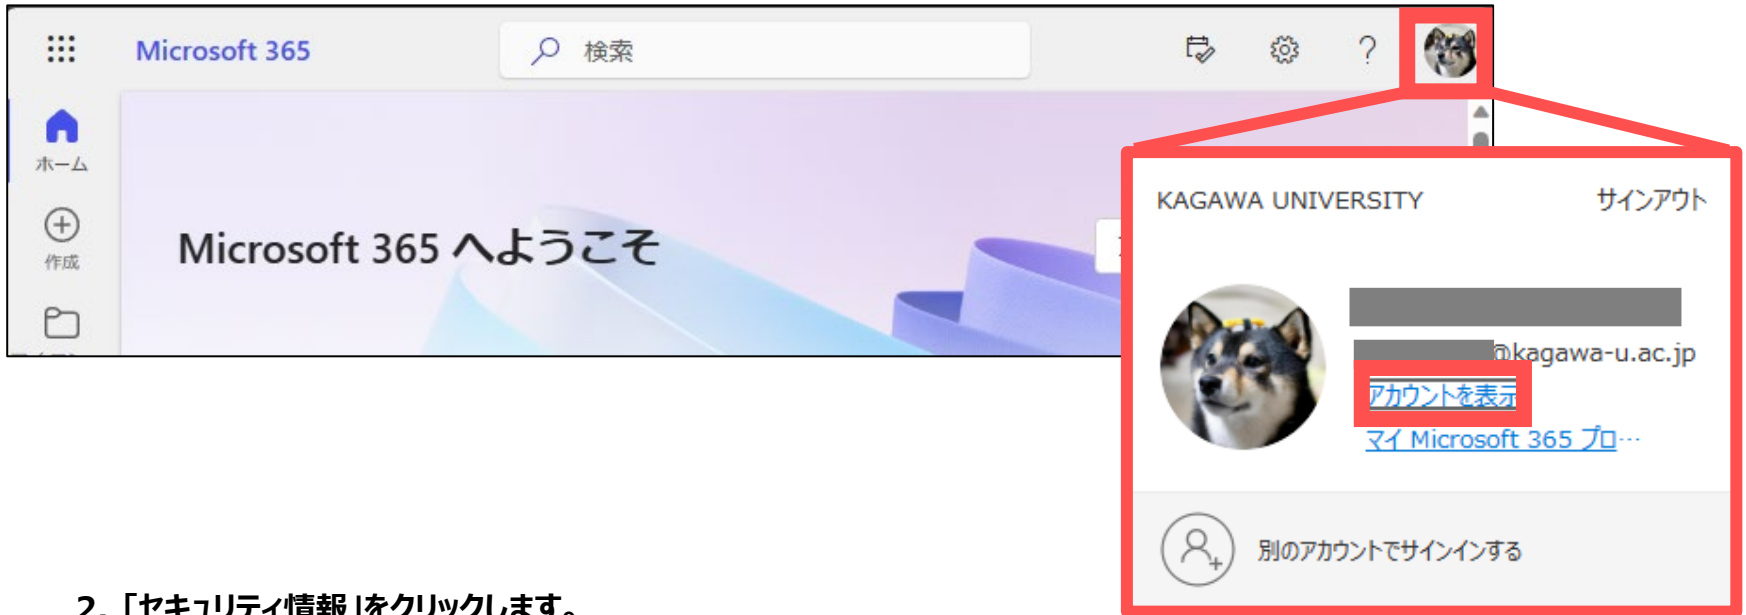 Microsoft 365
検索
?
ホーム
作成
Microsoft 365 へようこそ
KAGAWA UNIVERSITY サインアウト
@kagawa-u.ac.jp
アカウントを表示
マイ Microsoft 365 プロ…
別のアカウントでサインインする
2. 「セキュリティ情報」をクリックします。